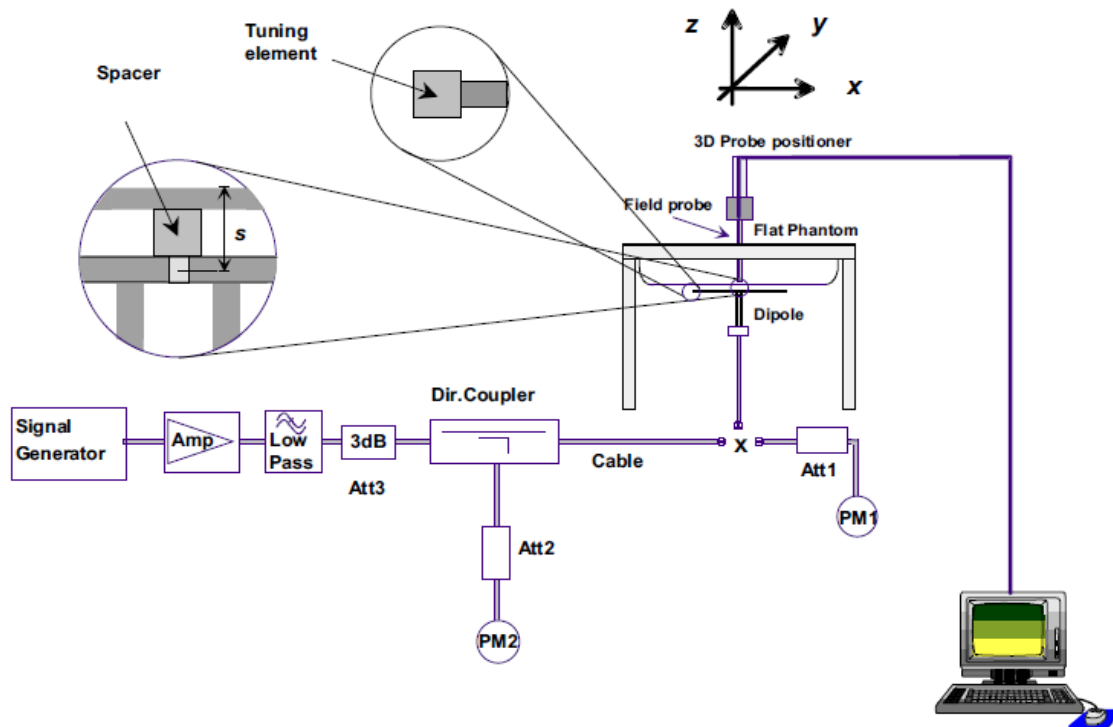 Tuning
element
z
y
x
Spacer
3D Probe positioner
s
Field probe
Flat Phantom
Dipole
Dir.Coupler
Signal
Generator
Amp
Low
Pass
3dB
Att3
Cable
X
Att1
PM1
Att2
PM2